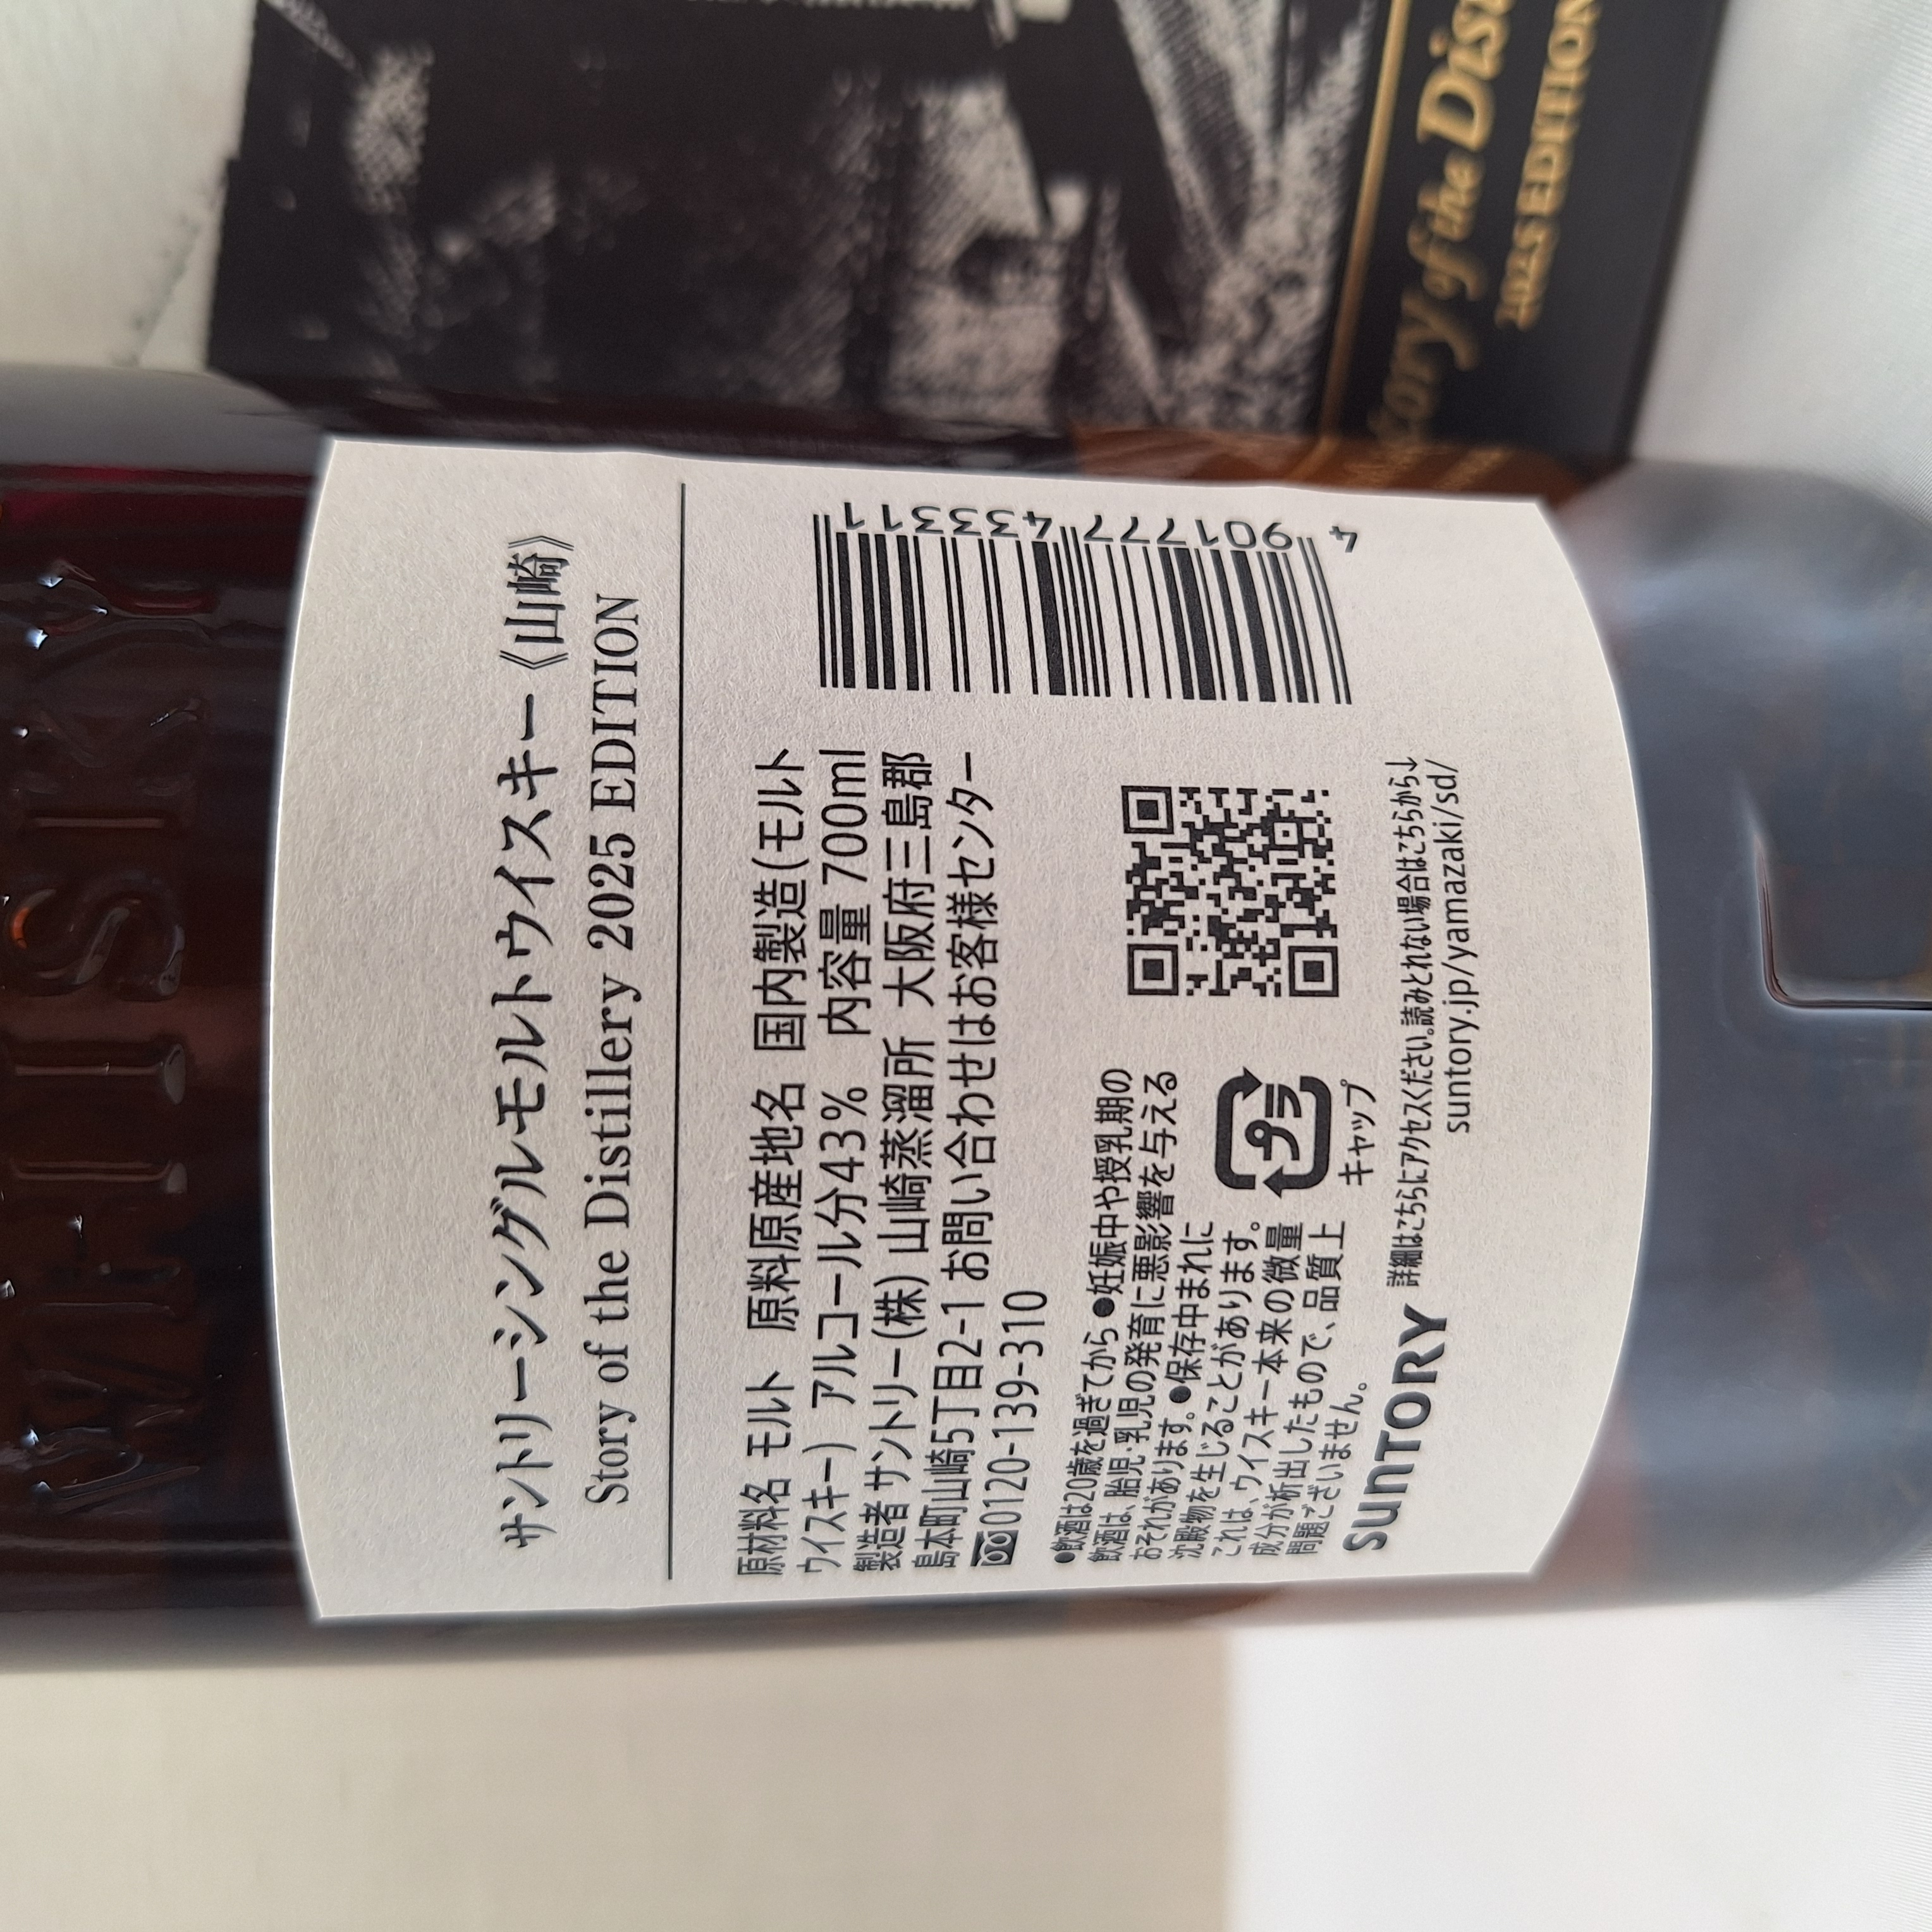 サントリーシングルモルトウイスキー《山崎》
Story of the Distillery 2025 EDITION
原材料名 モルト 原料原産地名 国内製造(モルト
ウイスキー) アルコール分43% 内容量 700ml
製造者 サントリー(株) 山崎蒸溜所 大阪府三島郡
島本町山崎5丁目2-1 お問い合わせはお客様センター
0120-139-310
●飲酒は20歳を過ぎてから ●妊娠中や授乳期の
飲酒は、胎児・乳児の発育に悪影響を与える
おそれがあります。●保存中まれに
沈殿物を生じることがあります。
これは、ウイスキー本来の微量
成分が析出したもので、品質上
問題ございません。
プラ
キャップ
4 901777 433311
SUNTORY
詳細はこちらにアクセスください。読みとれない場合はこちらから↓
suntory.jp/yamazaki/sd/
WHISKY
Story of the
2025 EDITION